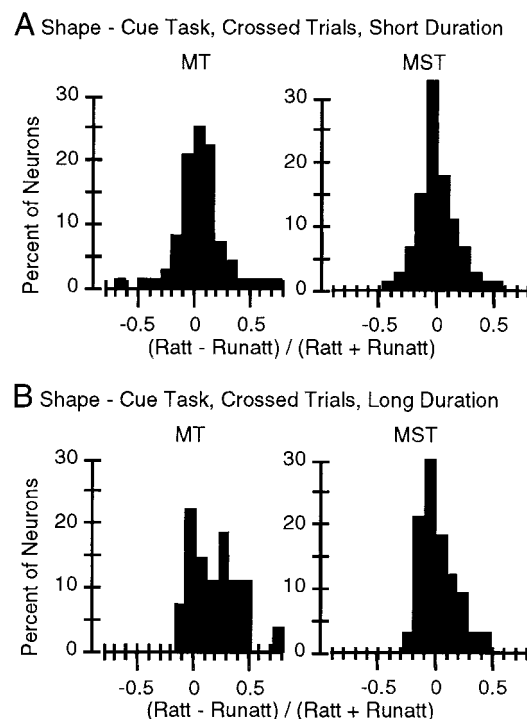 A Shape - Cue Task, Crossed Trials, Short Duration
MT MST
30 30
20 20
10 10
0 0
Percent of Neurons
-0.5 0 0.5 -0.5 0 0.5
(Ratt - Runatt) / (Ratt + Runatt)
B Shape - Cue Task, Crossed Trials, Long Duration
MT MST
30 30
20 20
10 10
0 0
Percent of Neurons
-0.5 0 0.5 -0.5 0 0.5
(Ratt - Runatt) / (Ratt + Runatt)